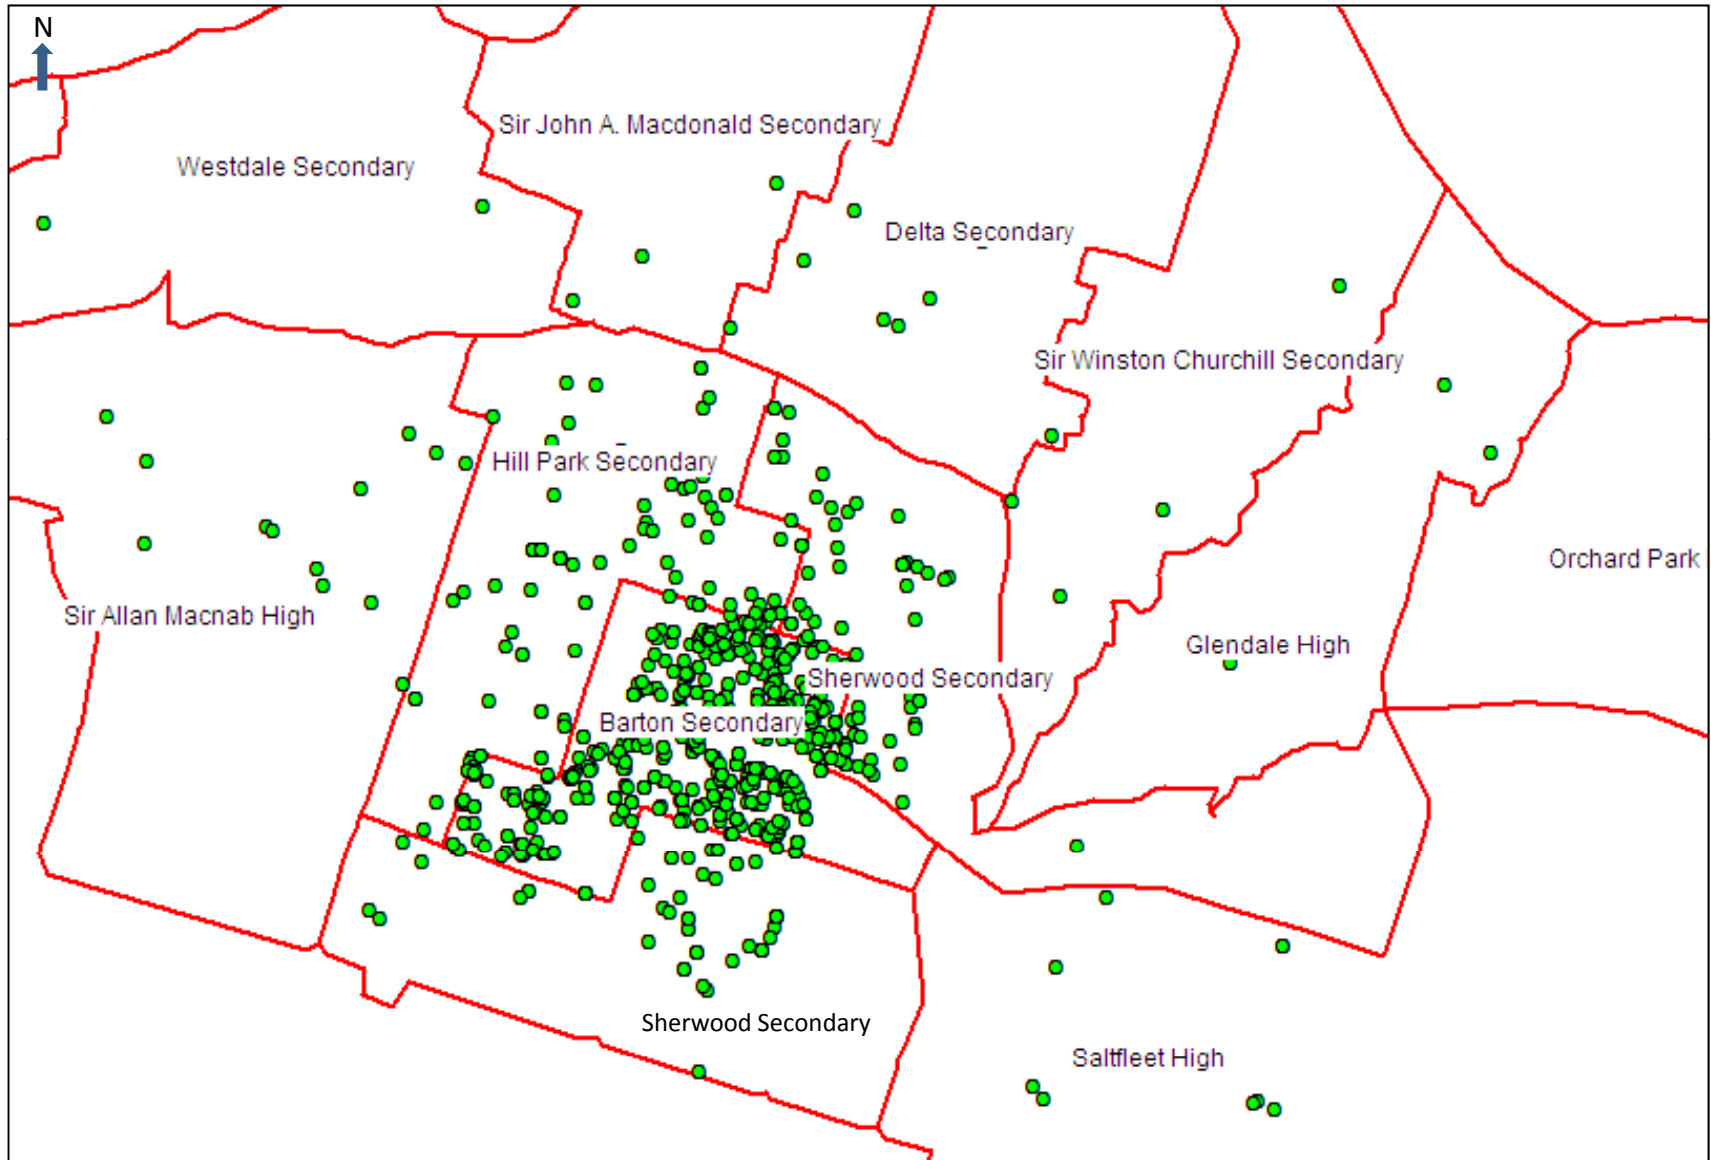 N
Sir John A. Macdonald Secondary
Westdale Secondary
Delta Secondary
Sir Winston Churchill Secondary
Hill Park Secondary
Orchard Park
Sir Allan Macnab High
Glendale High
Sherwood Secondary
Barton Secondary
Sherwood Secondary
Saltfleet High